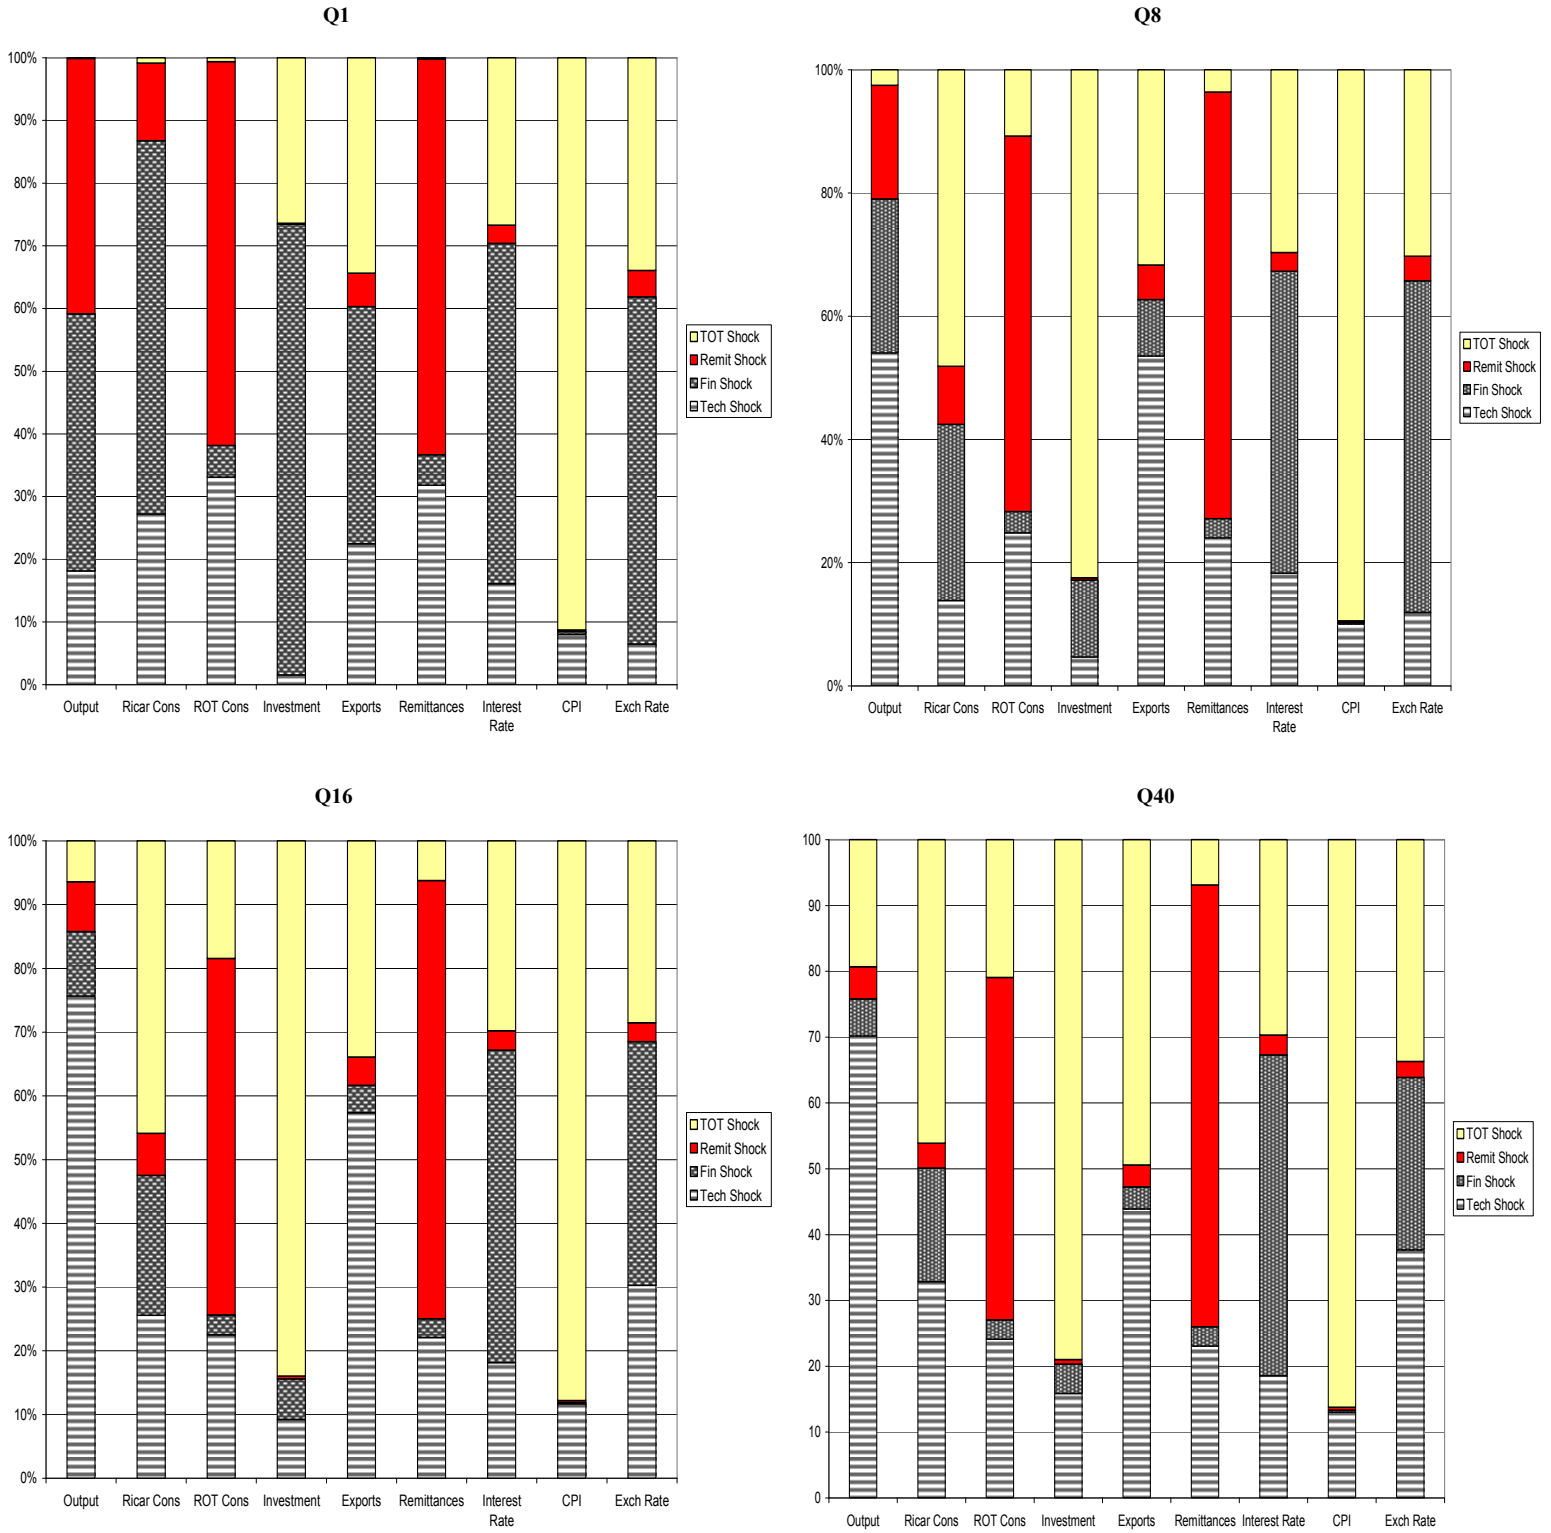 Q1
100%
90%
80%
70%
60%
50%
40%
30%
20%
10%
0%
Output Ricar Cons ROT Cons Investment Exports Remittances Interest Rate CPI Exch Rate
TOT Shock
Remit Shock
Fin Shock
Tech Shock
Q8
100%
80%
60%
40%
20%
0%
Output Ricar Cons ROT Cons Investment Exports Remittances Interest Rate CPI Exch Rate
TOT Shock
Remit Shock
Fin Shock
Tech Shock
Q16
100%
90%
80%
70%
60%
50%
40%
30%
20%
10%
0%
Output Ricar Cons ROT Cons Investment Exports Remittances Interest Rate CPI Exch Rate
TOT Shock
Remit Shock
Fin Shock
Tech Shock
Q40
100
90
80
70
60
50
40
30
20
10
0
Output Ricar Cons ROT Cons Investment Exports Remittances Interest Rate CPI Exch Rate
TOT Shock
Remit Shock
Fin Shock
Tech Shock